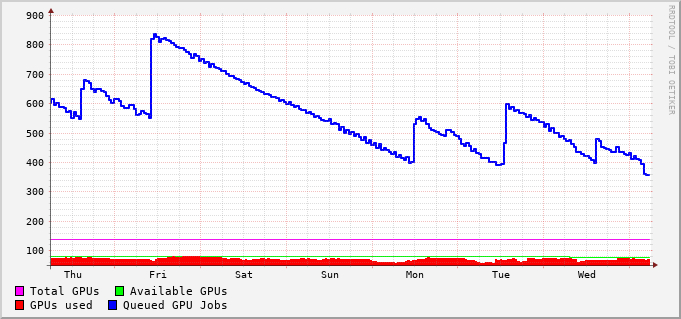 900
800
700
600
500
400
300
200
100
Thu Fri Sat Sun Mon Tue Wed
Total GPUs Available GPUs
GPUs used Queued GPU Jobs
RRDTOOL / TOBI OETIKER